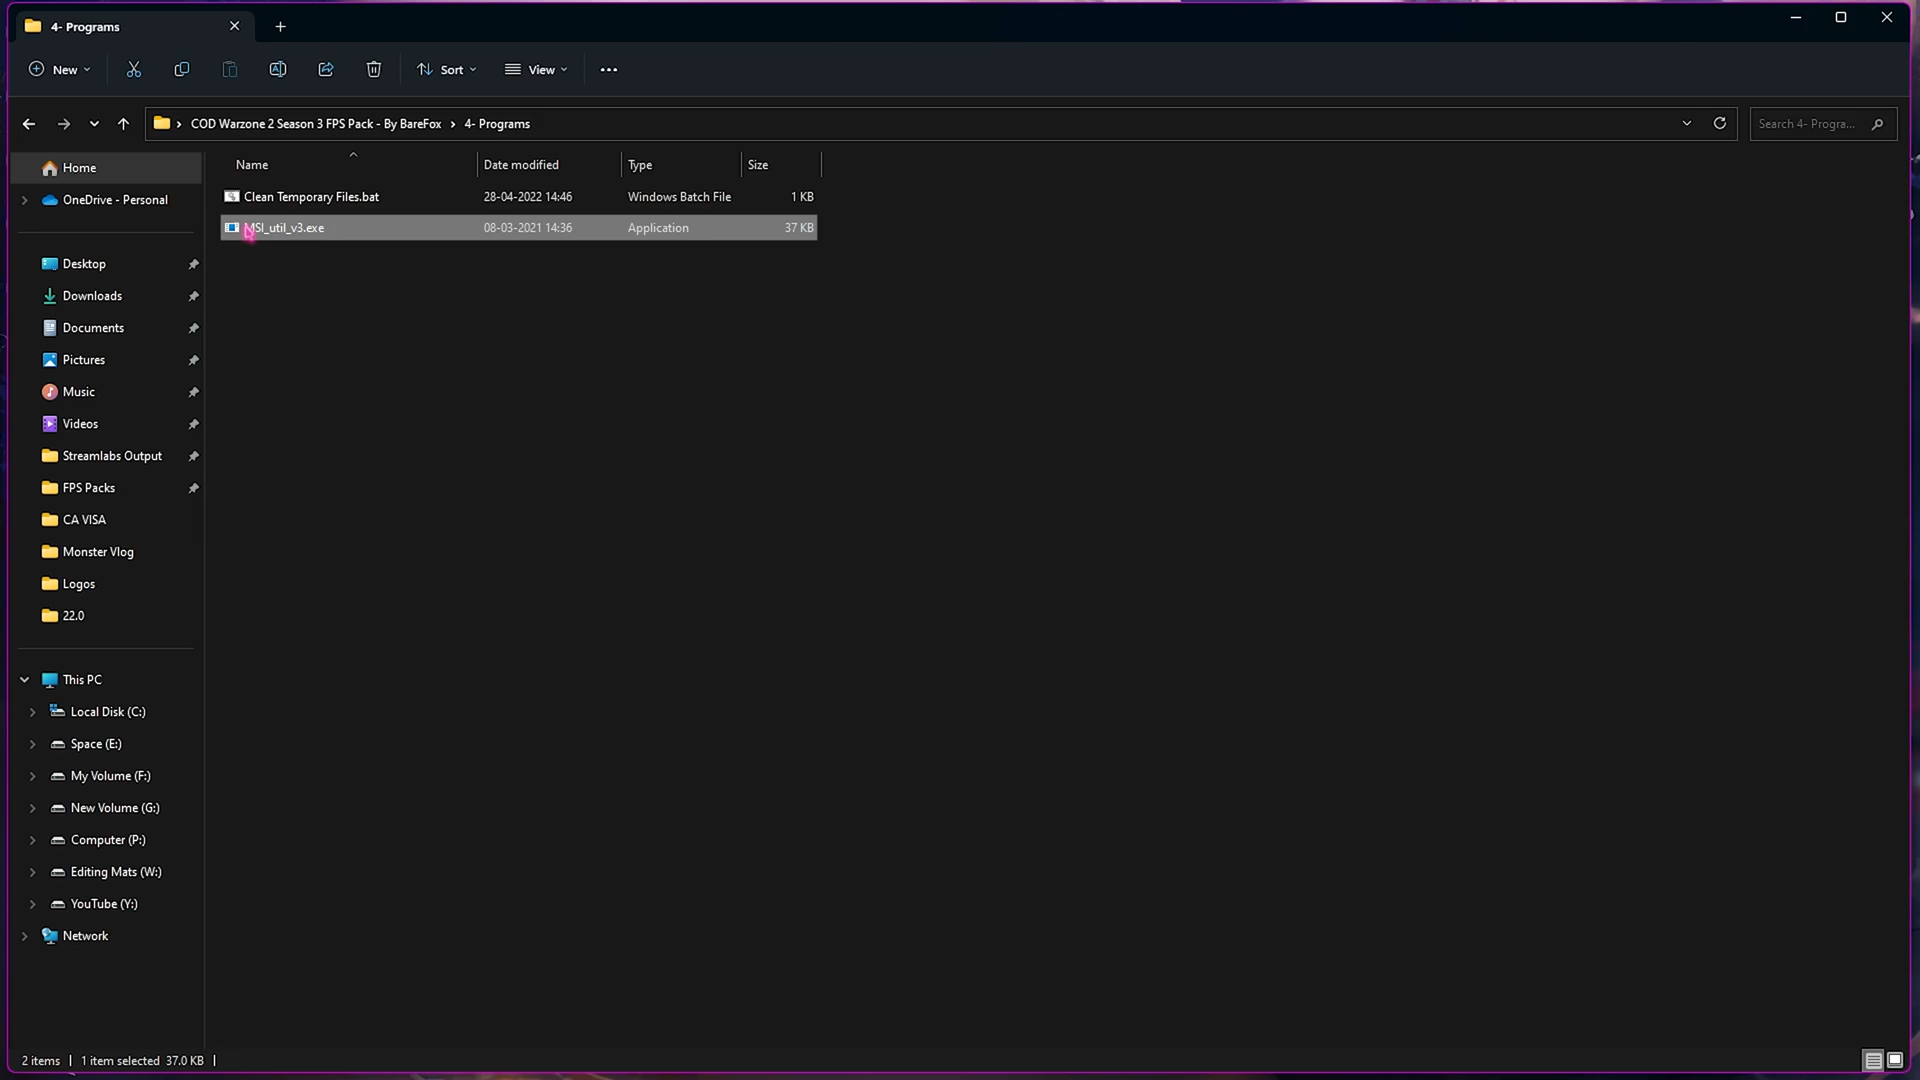 4- Programs
New
Sort
View
COD Warzone 2 Season 3 FPS Pack - By BareFox
4- Programs
Search 4- Progra...
Name
Date modified
Type
Size
Clean Temporary Files.bat
28-04-2022 14:46
Windows Batch File
1 KB
MSI_util_v3.exe
08-03-2021 14:36
Application
37 KB
Home
OneDrive - Personal
Desktop
Downloads
Documents
Pictures
Music
Videos
Streamlabs Output
FPS Packs
CA VISA
Monster Vlog
Logos
22.0
This PC
Local Disk (C:)
Space (E:)
My Volume (F:)
New Volume (G:)
Computer (P:)
Editing Mats (W:)
YouTube (Y:)
Network
2 items
1 item selected 37.0 KB